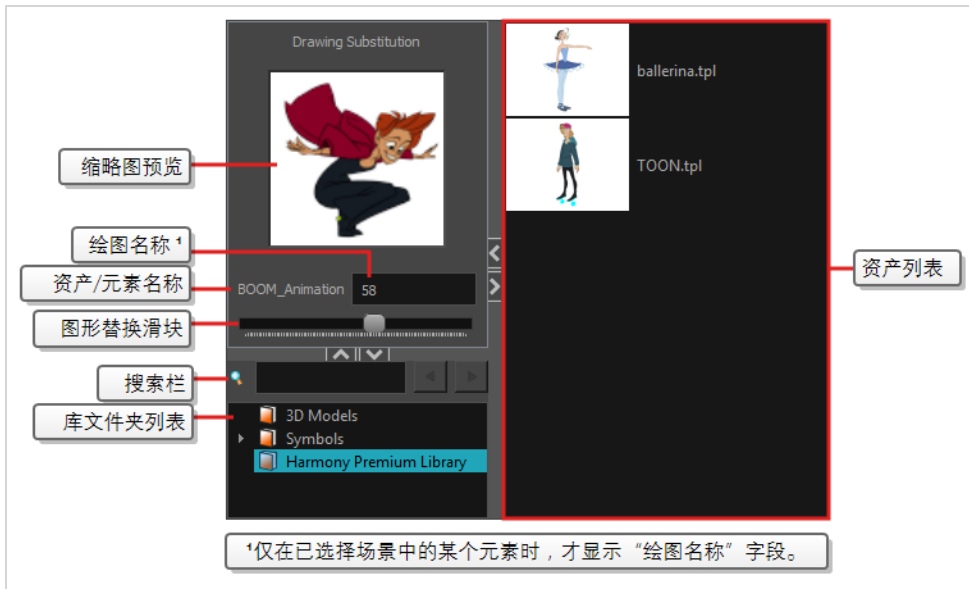 Drawing Substitution
缩略图预览
绘图名称 ¹
资产/元素名称
BOOM_Animation 58
图形替换滑块
搜索栏
库文件夹列表
3D Models
Symbols
Harmony Premium Library
ballerina.tpl
TOON.tpl
资产列表
¹仅在已选择场景中的某个元素时，才显示“绘图名称”字段。